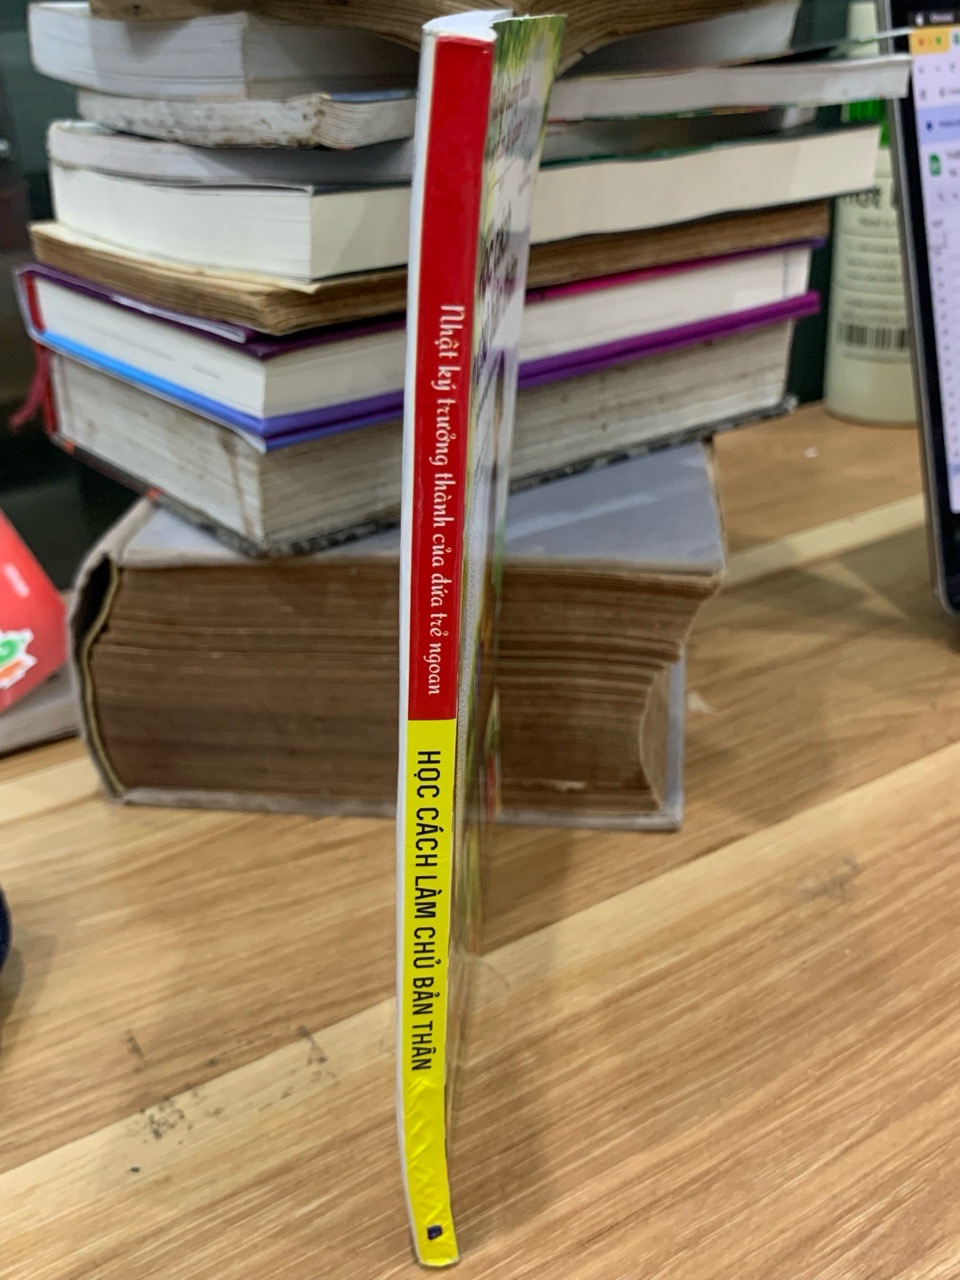 Nhật ký trưởng thành của đứa trẻ ngoan
HỌC CÁCH LÀM CHỦ BẢN THÂN